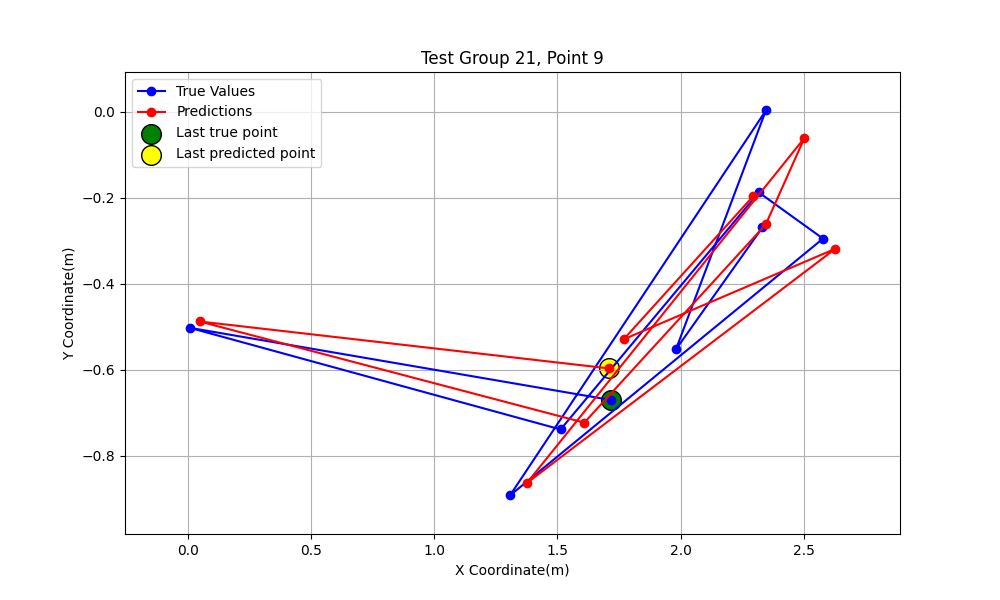 Test Group 21, Point 9
True Values
Predictions
Last true point
Last predicted point
0.0
−0.2
−0.4
−0.6
−0.8
Y Coordinate(m)
0.0 0.5 1.0 1.5 2.0 2.5
X Coordinate(m)